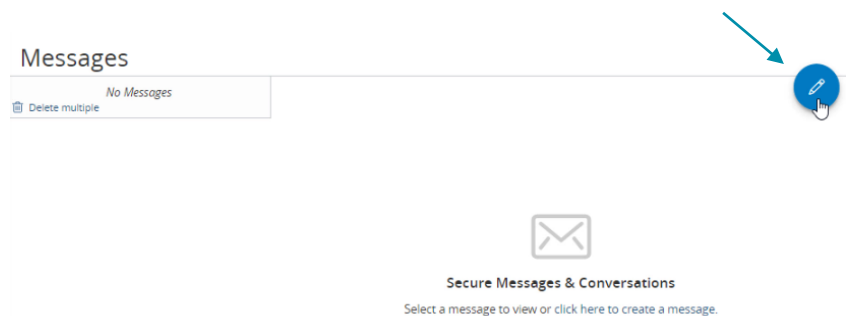 Messages
No Messages
Delete multiple
Secure Messages & Conversations
Select a message to view or click here to create a message.